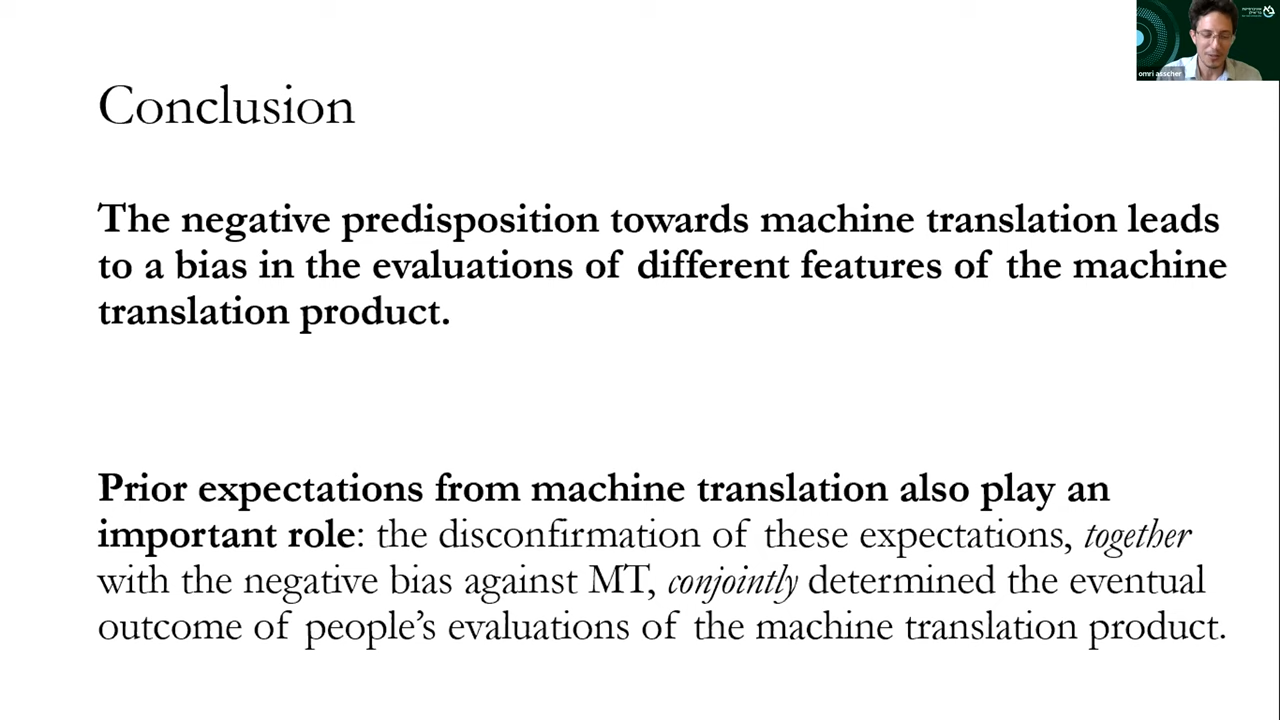 omri asscher
Conclusion
The negative predisposition towards machine translation leads
to a bias in the evaluations of different features of the machine
translation product.
Prior expectations from machine translation also play an
important role: the disconfirmation of these expectations, together
with the negative bias against MT, conjointly determined the eventual
outcome of people’s evaluations of the machine translation product.